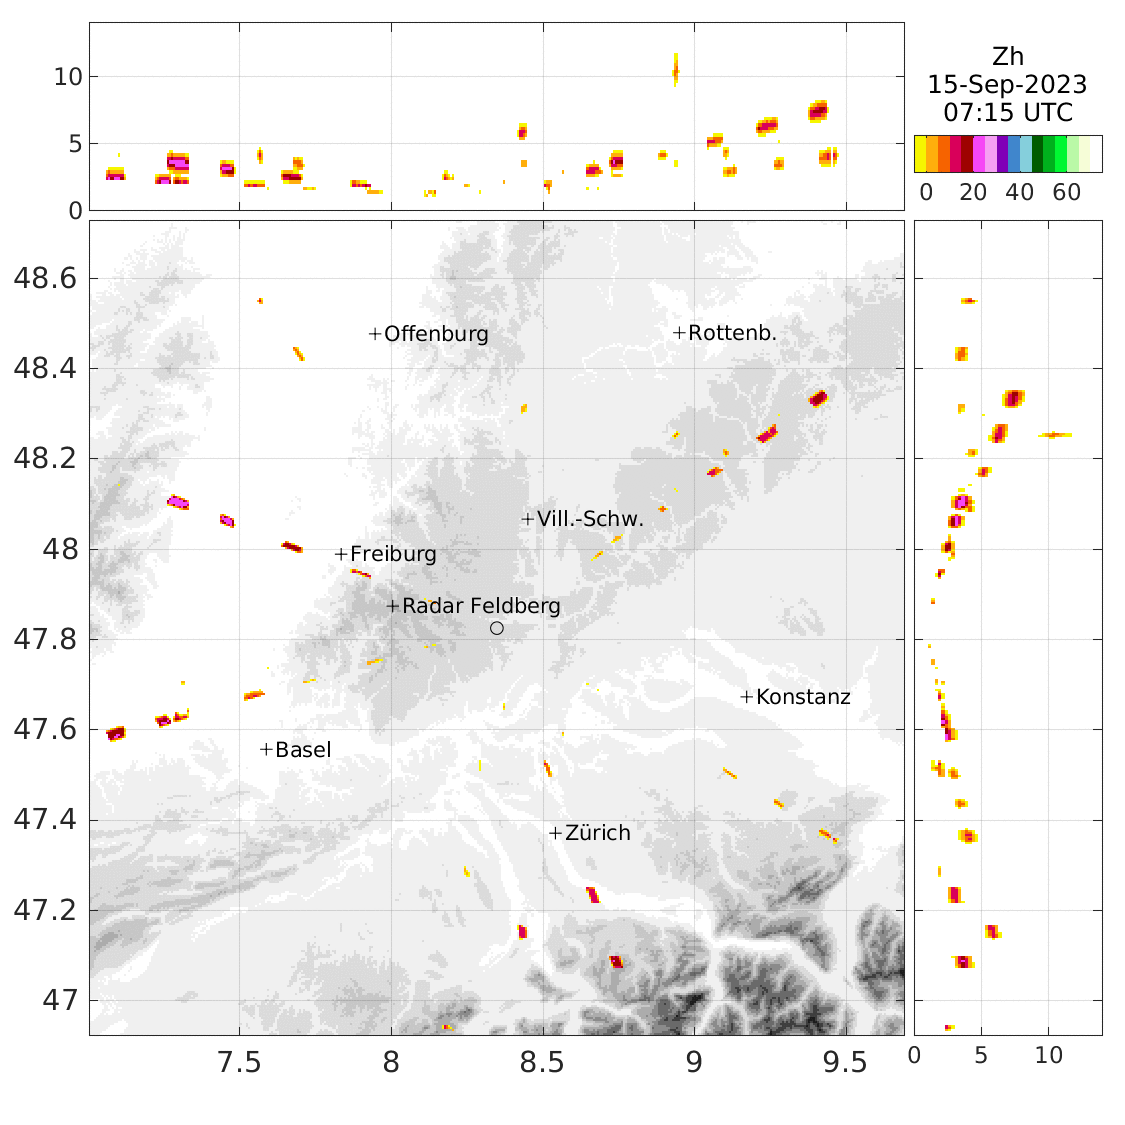 Zh
15-Sep-2023
07:15 UTC
0 20 40 60
10
5
0
48.6
48.4
48.2
48
47.8
47.6
47.4
47.2
47
+Offenburg
+Rottenb.
+Vill.-Schw.
+Freiburg
+Radar Feldberg
+Konstanz
+Basel
+Zürich
7.5 8 8.5 9 9.5
0 5 10